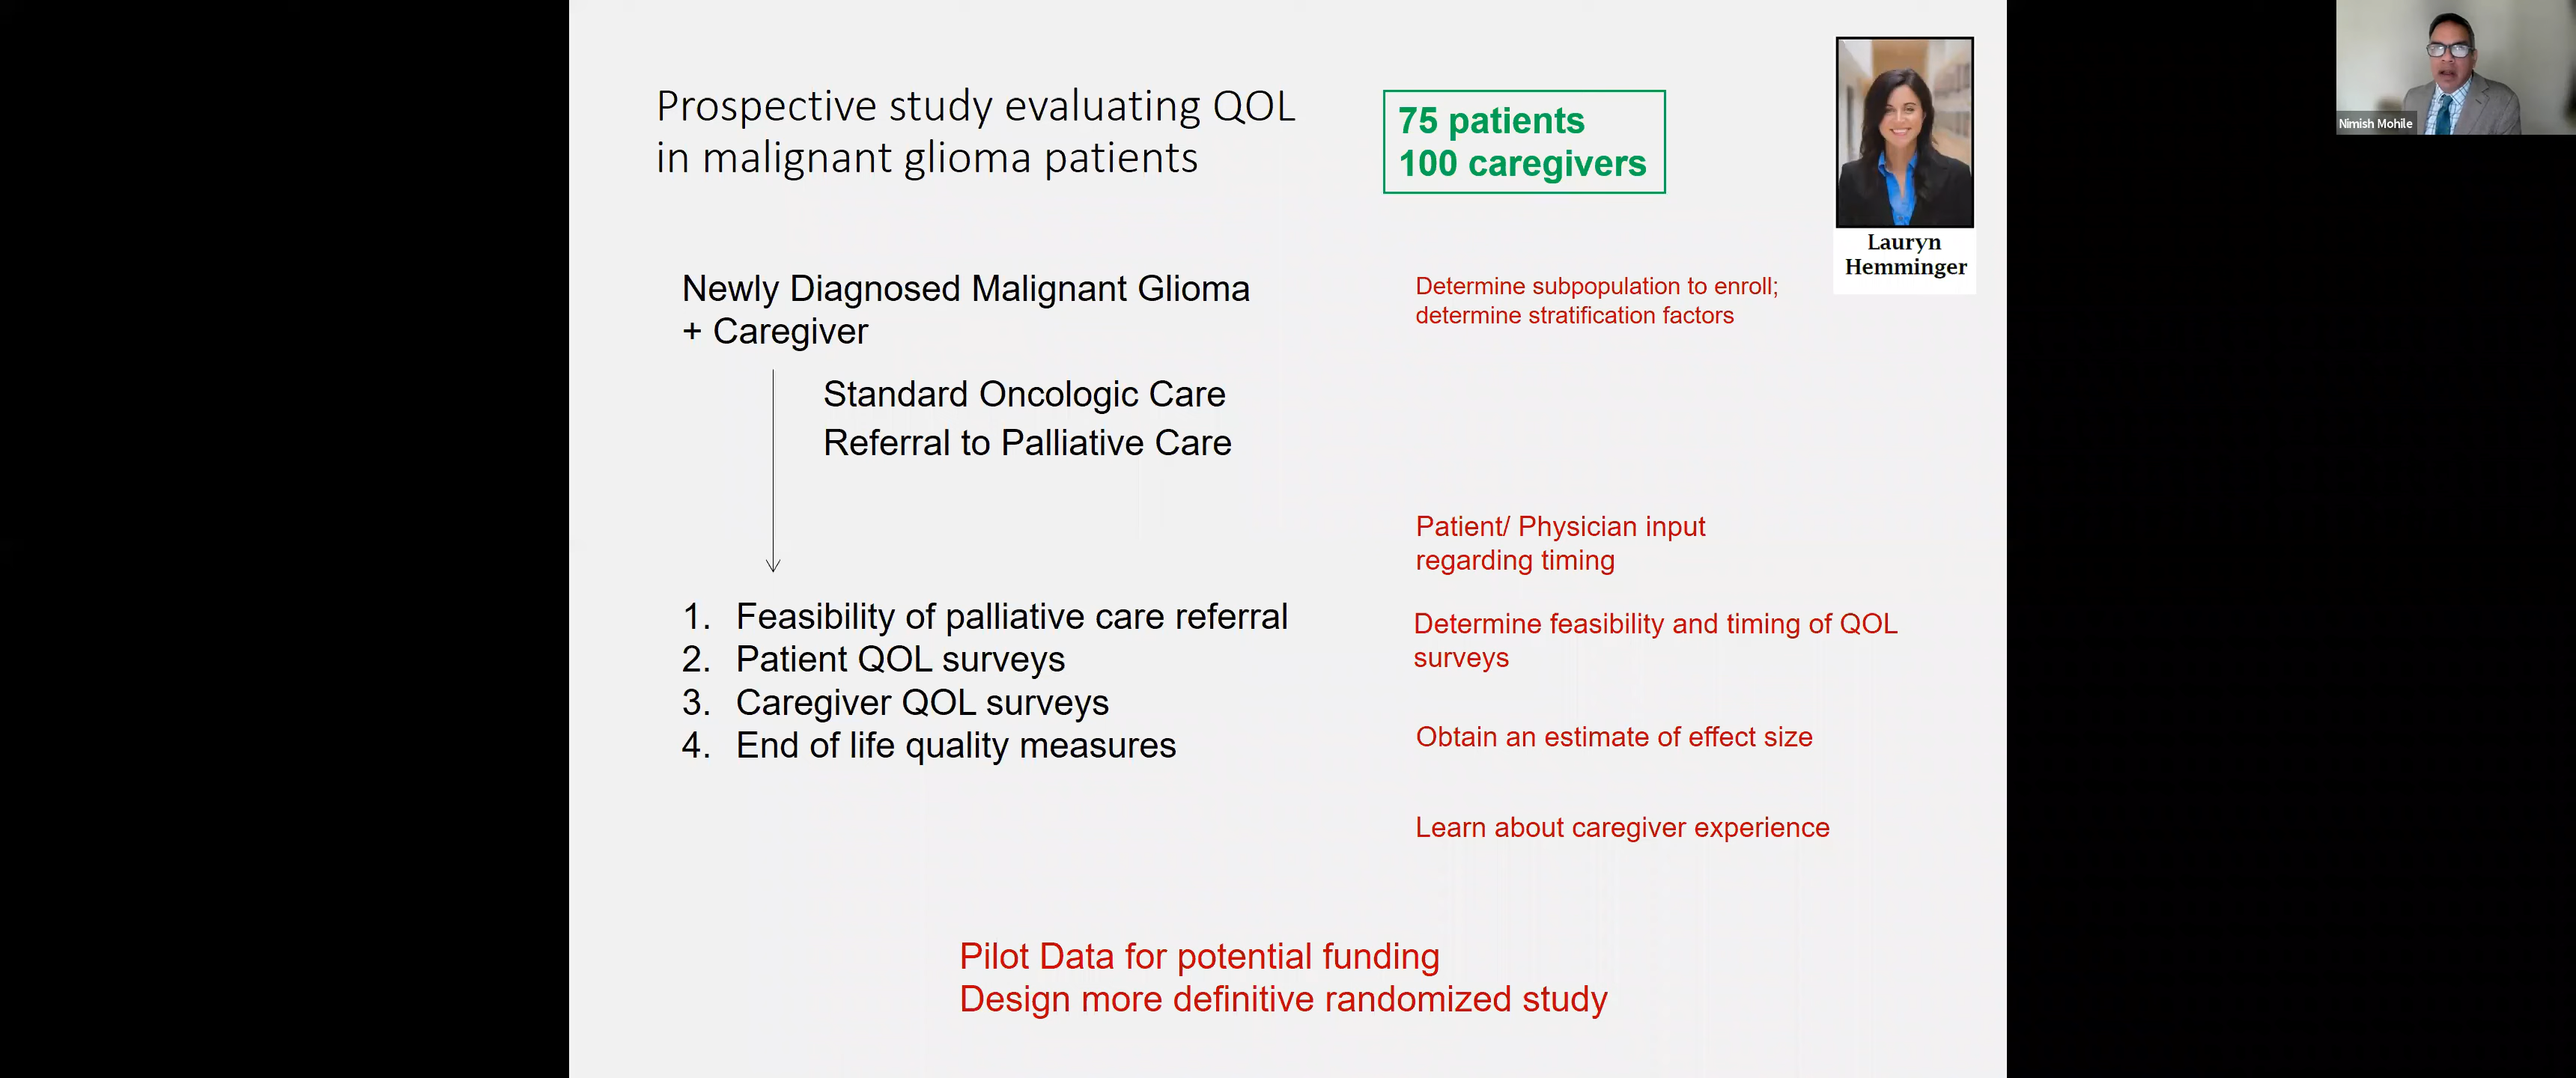 Prospective study evaluating QOL
in malignant glioma patients
75 patients
100 caregivers
Lauryn
Hemminger
Nimish Mohile
Newly Diagnosed Malignant Glioma
+ Caregiver
Determine subpopulation to enroll;
determine stratification factors
Standard Oncologic Care
Referral to Palliative Care
Patient/ Physician input
regarding timing
1. Feasibility of palliative care referral
2. Patient QOL surveys
3. Caregiver QOL surveys
4. End of life quality measures
Determine feasibility and timing of QOL
surveys
Obtain an estimate of effect size
Learn about caregiver experience
Pilot Data for potential funding
Design more definitive randomized study